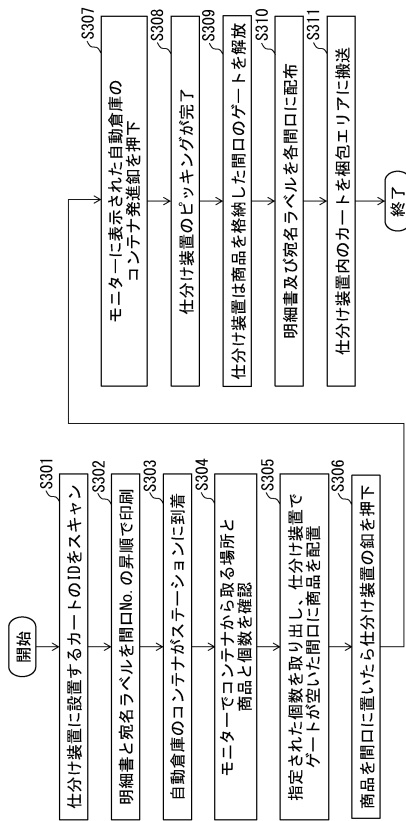 開始
S301
仕分け装置に設置するカートのIDをスキャン
S302
明細書と宛名ラベルを間口No.の昇順で印刷
S303
自動倉庫のコンテナがステーションに到着
S304
モニターでコンテナから取る場所と
商品と個数を確認
S305
指定された個数を取り出し、仕分け装置で
ゲートが空いた間口に商品を配置
S306
商品を間口に置いたら仕分け装置の釦を押下
S307
モニターに表示された自動倉庫の
コンテナ発進釦を押下
S308
仕分け装置のピッキングが完了
S309
仕分け装置は商品を格納した間口のゲートを解放
S310
明細書及び宛名ラベルを各間口に配布
S311
仕分け装置内のカートを梱包エリアに搬送
終了